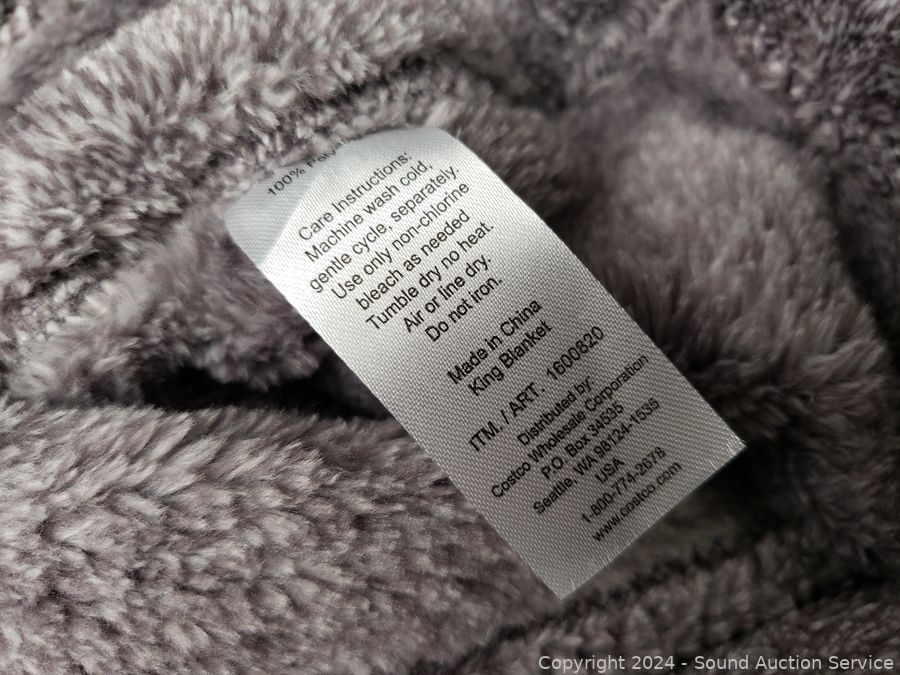 100% Polyester
Care Instructions:
Machine wash cold,
gentle cycle, separately.
Use only non-chlorine
bleach as needed
Tumble dry no heat.
Air or line dry.
Do not iron.
Made in China
King Blanket
ITM. / ART. 1600820
Distributed by:
Costco Wholesale Corporation
P.O. Box 34535
Seattle, WA 98124-1535
USA
1-800-774-2678
www.costco.com
Copyright 2024 - Sound Auction Service